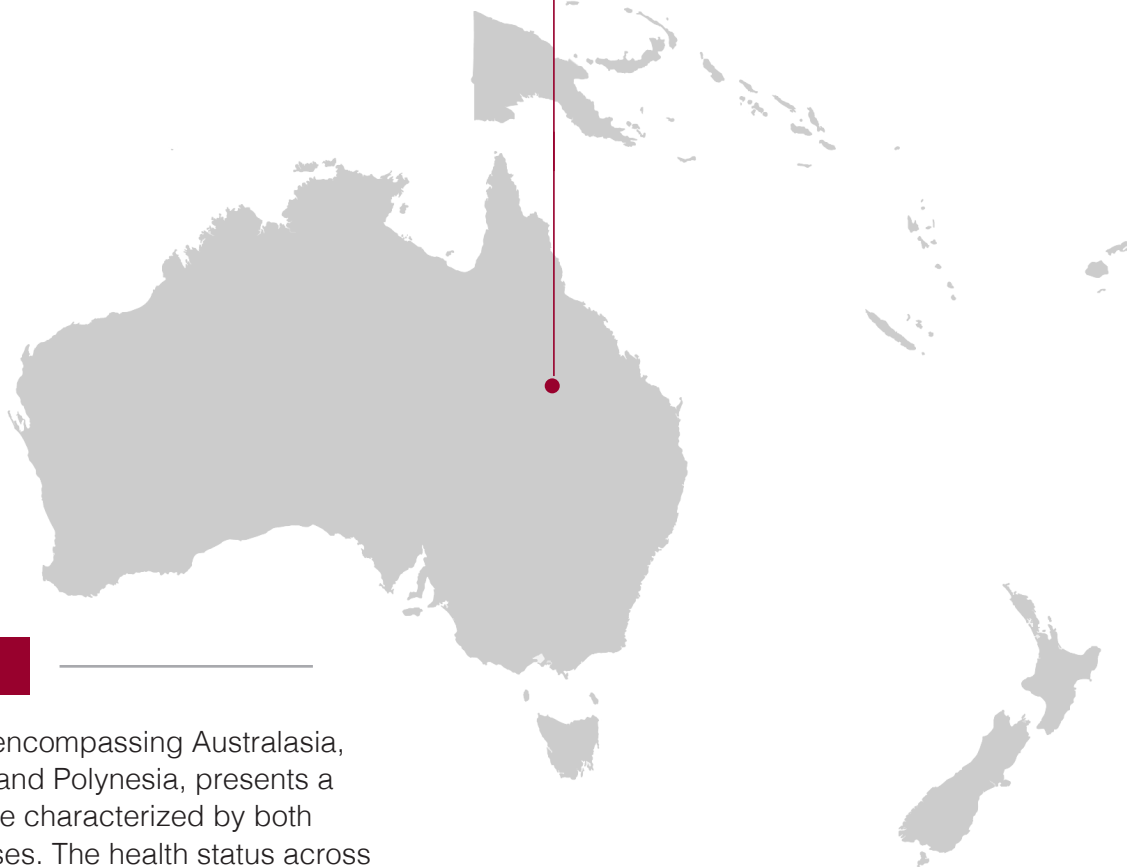 encompassing Australasia,
and Polynesia, presents a
e characterized by both
ses. The health status across